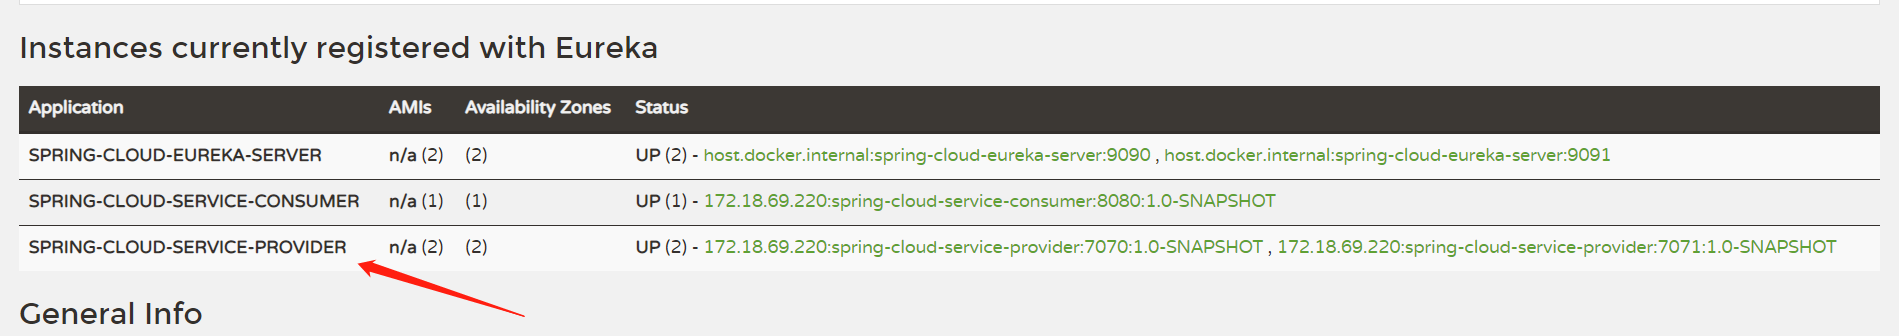 Instances currently registered with Eureka
Application AMIs Availability Zones Status
SPRING-CLOUD-EUREKA-SERVER n/a (2) (2) UP (2) - host.docker.internal:spring-cloud-eureka-server:9090 , host.docker.internal:spring-cloud-eureka-server:9091
SPRING-CLOUD-SERVICE-CONSUMER n/a (1) (1) UP (1) - 172.18.69.220:spring-cloud-service-consumer:8080:1.0-SNAPSHOT
SPRING-CLOUD-SERVICE-PROVIDER n/a (2) (2) UP (2) - 172.18.69.220:spring-cloud-service-provider:7070:1.0-SNAPSHOT , 172.18.69.220:spring-cloud-service-provider:7071:1.0-SNAPSHOT
General Info